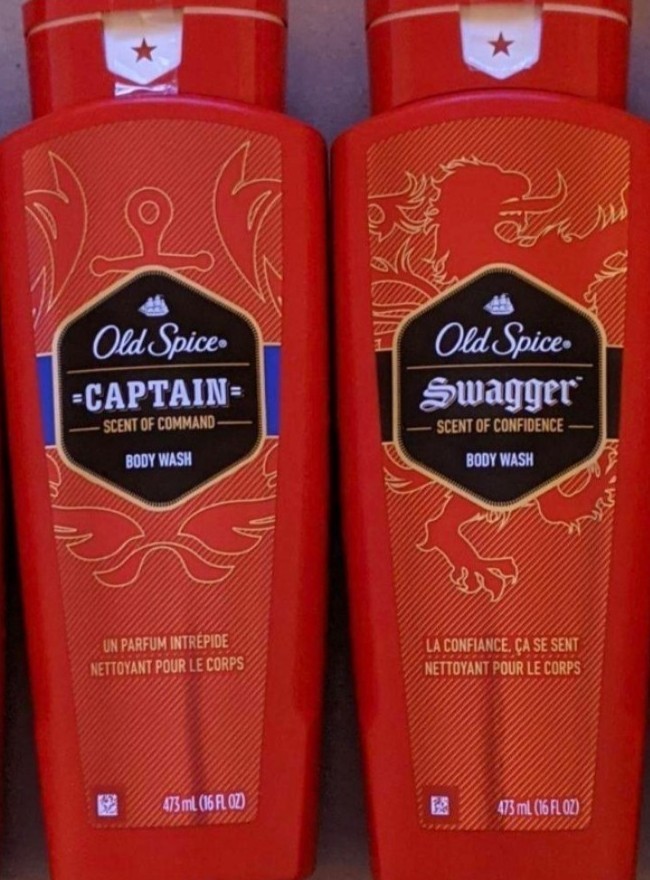 Old Spice®
=CAPTAIN=
SCENT OF COMMAND
BODY WASH
UN PARFUM INTRÉPIDE
NETTOYANT POUR LE CORPS
473 mL (16 FL OZ)
Old Spice®
Swagger™
SCENT OF CONFIDENCE
BODY WASH
LA CONFIANCE, ÇA SE SENT
NETTOYANT POUR LE CORPS
473 mL (16 FL OZ)